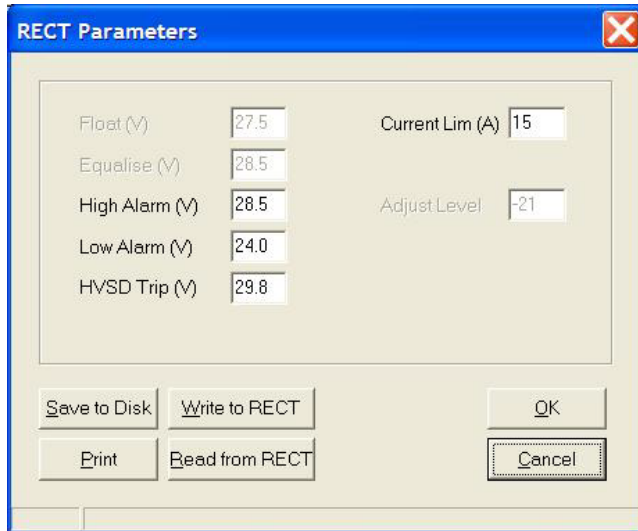 RECT Parameters
Float (V) 27.5 Current Lim (A) 15
Equalise (V) 28.5
High Alarm (V) 28.5 Adjust Level -21
Low Alarm (V) 24.0
HVSD Trip (V) 29.8
Save to Disk Write to RECT OK
Print Read from RECT Cancel